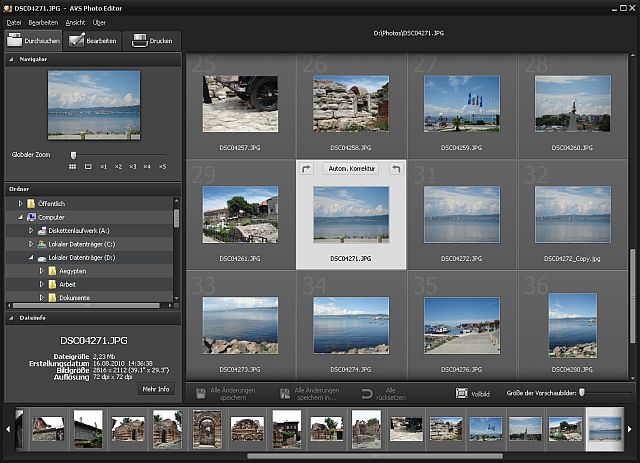 DSC04271.JPG - AVS Photo Editor
Datei Bearbeiten Ansicht Über
Durchsuchen Bearbeiten Drucken
D:\Photos\DSC04271.JPG
Navigator
Globaler Zoom
×1 ×2 ×3 ×4 ×5
Ordner
Öffentlich
Computer
Diskettenlaufwerk (A:)
Lokaler Datenträger (C:)
Lokaler Datenträger (D:)
Aegypten
Arbeit
Dokumente
Dateiinfo
DSC04271.JPG
Dateigröße 2,23 Mb
Erstellungsdatum 16.08.2010 14:36:38
Bildgröße 2816 x 2112 (39.1" x 29.3")
Auflösung 72 dpi x 72 dpi
Mehr Info
25 26 27 28
DSC04257.JPG DSC04258.JPG DSC04259.JPG DSC04260.JPG
29 Autom. Korrektur 31 32
DSC04261.JPG DSC04271.JPG DSC04272.JPG DSC04272_Copy.jpg
33 34 35 36
DSC04273.JPG DSC04274.JPG DSC04276.JPG DSC04280.JPG
Alle Änderungen speichern
Alle Änderungen speichern in...
Alle rücksetzen
Vollbild
Größe der Vorschaubilder: